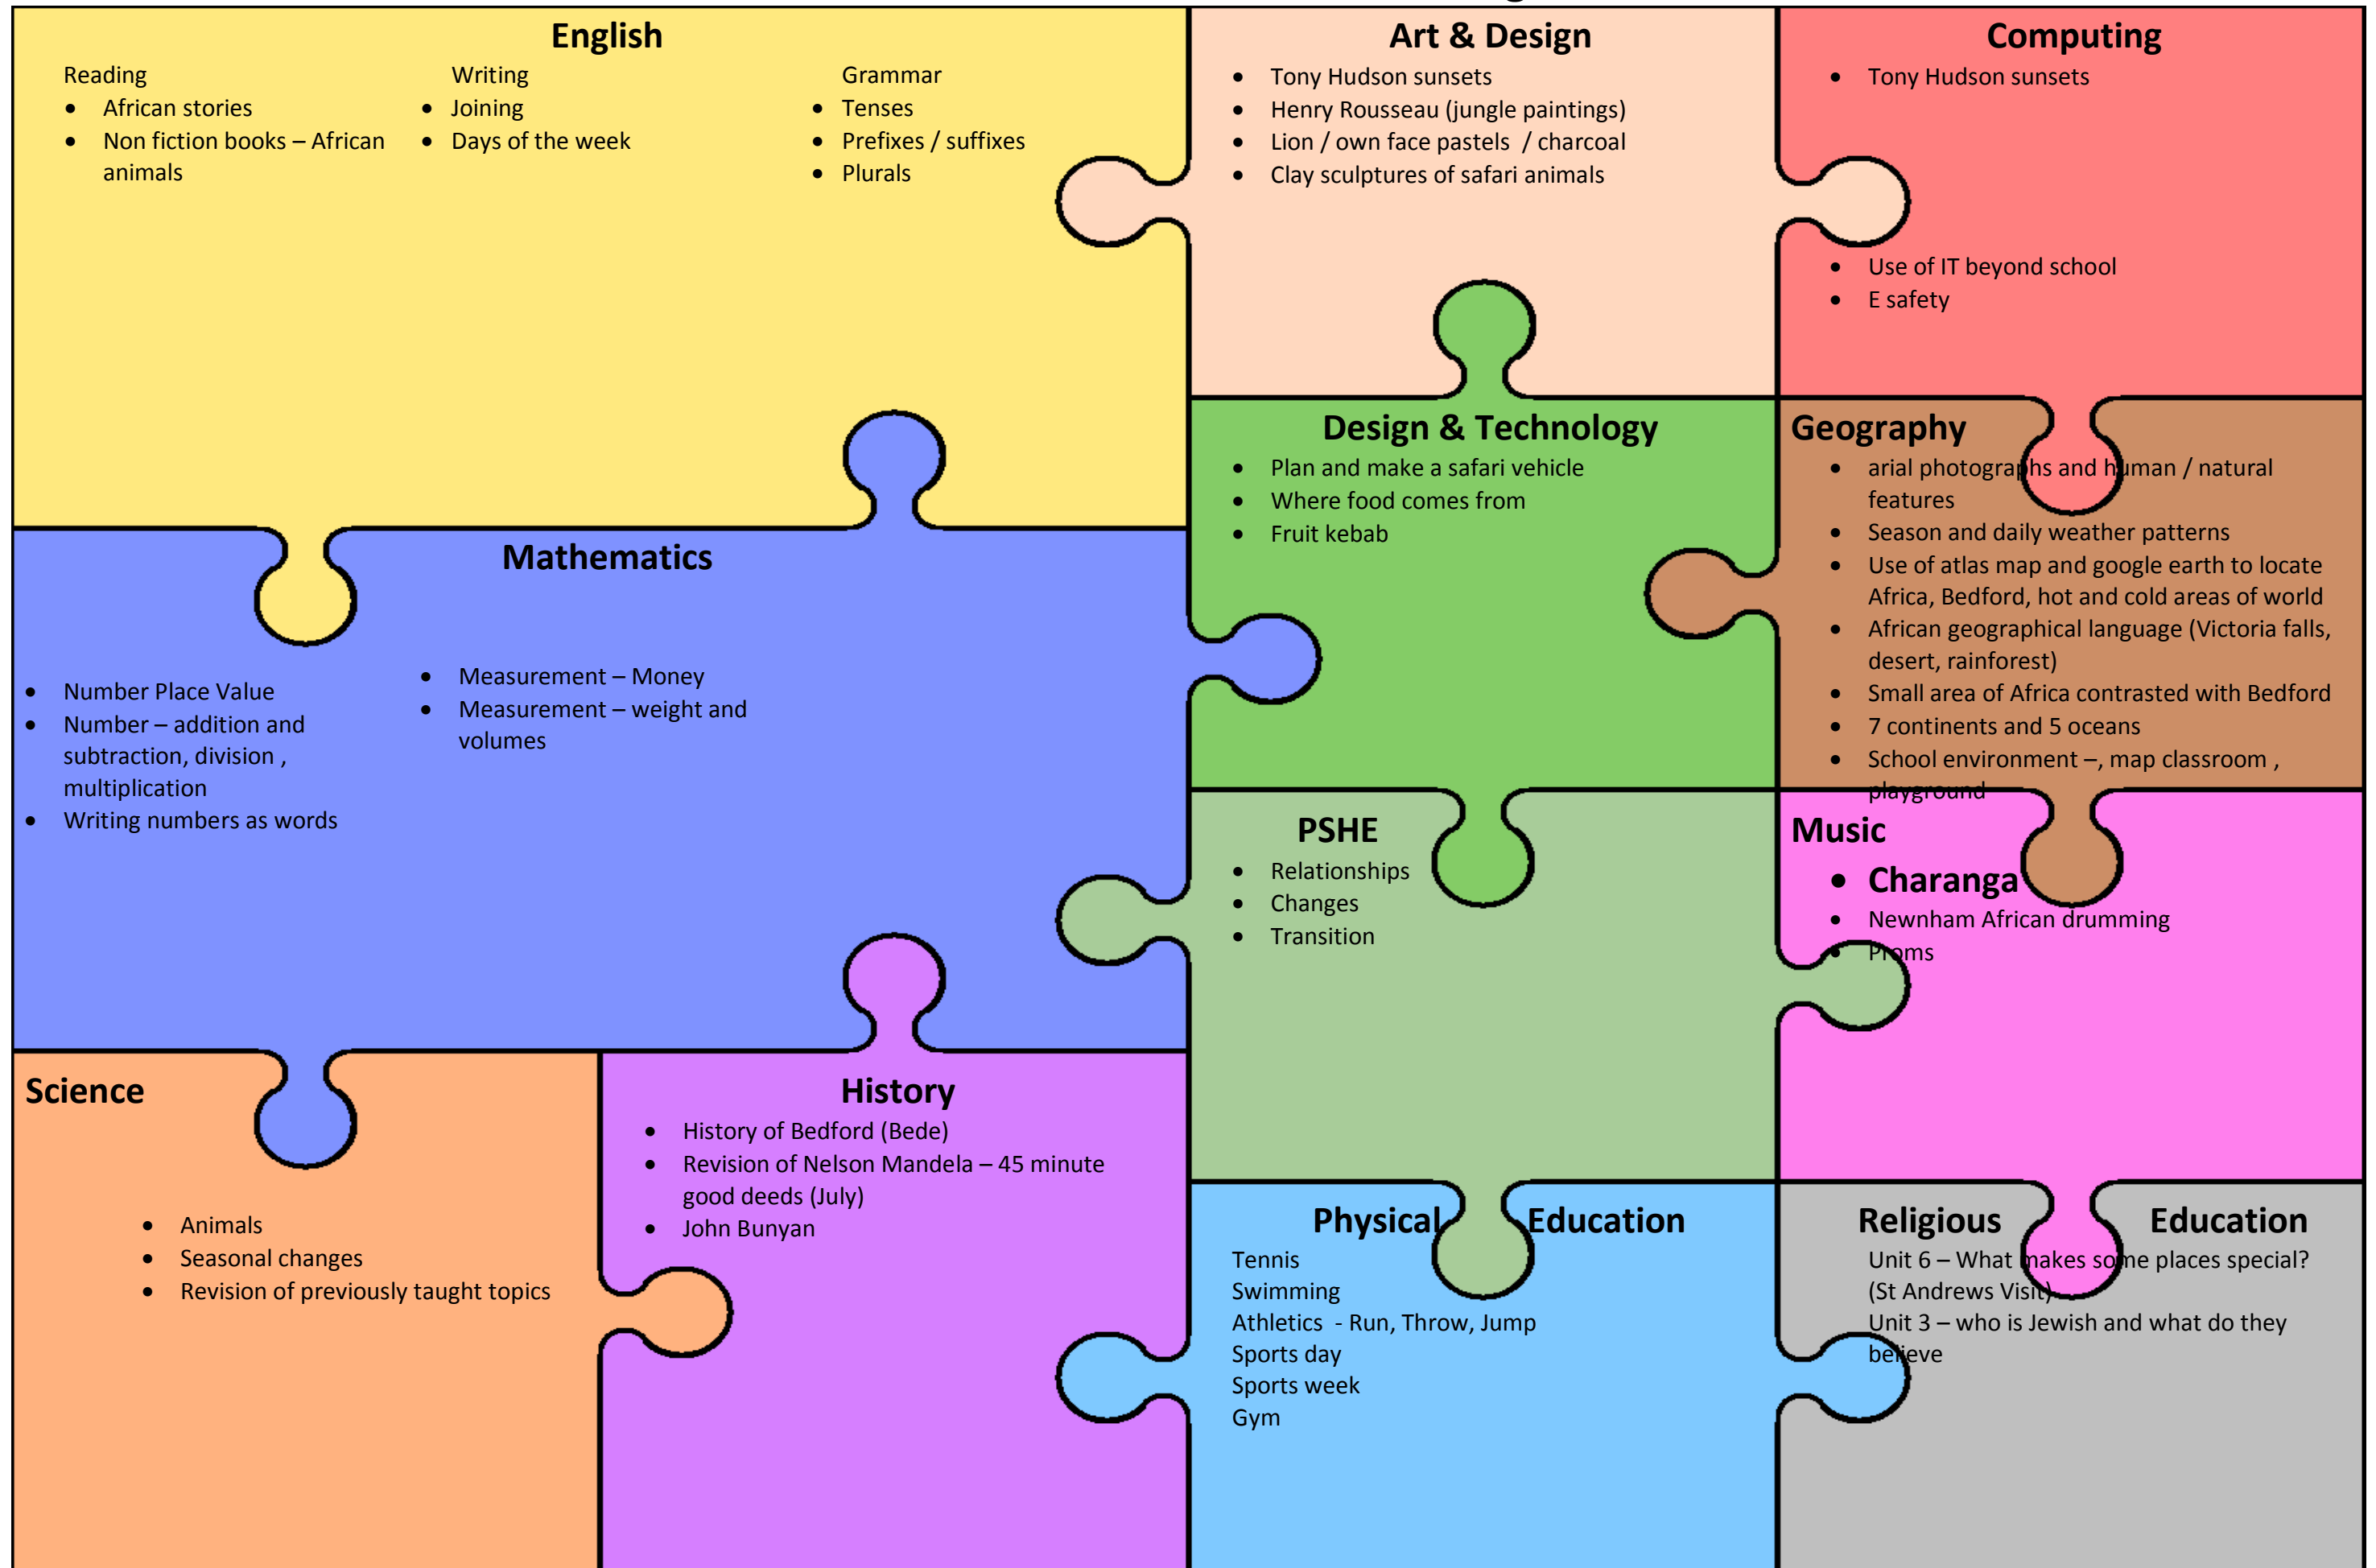 English
Reading
• African stories
• Non fiction books – African
animals
Writing
• Joining
• Days of the week
Grammar
• Tenses
• Prefixes / suffixes
• Plurals
Art & Design
• Tony Hudson sunsets
• Henry Rousseau (jungle paintings)
• Lion / own face pastels / charcoal
• Clay sculptures of safari animals
Computing
• Tony Hudson sunsets
• Use of IT beyond school
• E safety
Mathematics
• Number Place Value
• Number – addition and
subtraction, division ,
multiplication
• Writing numbers as words
• Measurement – Money
• Measurement – weight and
volumes
Design & Technology
• Plan and make a safari vehicle
• Where food comes from
• Fruit kebab
Geography
• arial photographs and human / natural
features
• Season and daily weather patterns
• Use of atlas map and google earth to locate
Africa, Bedford, hot and cold areas of world
• African geographical language (Victoria falls,
desert, rainforest)
• Small area of Africa contrasted with Bedford
• 7 continents and 5 oceans
• School environment –, map classroom ,
playground
PSHE
• Relationships
• Changes
• Transition
Music
• Charanga
• Newnham African drumming
• Proms
Science
• Animals
• Seasonal changes
• Revision of previously taught topics
History
• History of Bedford (Bede)
• Revision of Nelson Mandela – 45 minute
good deeds (July)
• John Bunyan
Physical Education
Tennis
Swimming
Athletics - Run, Throw, Jump
Sports day
Sports week
Gym
Religious Education
Unit 6 – What makes some places special?
(St Andrews Visit)
Unit 3 – who is Jewish and what do they
believe